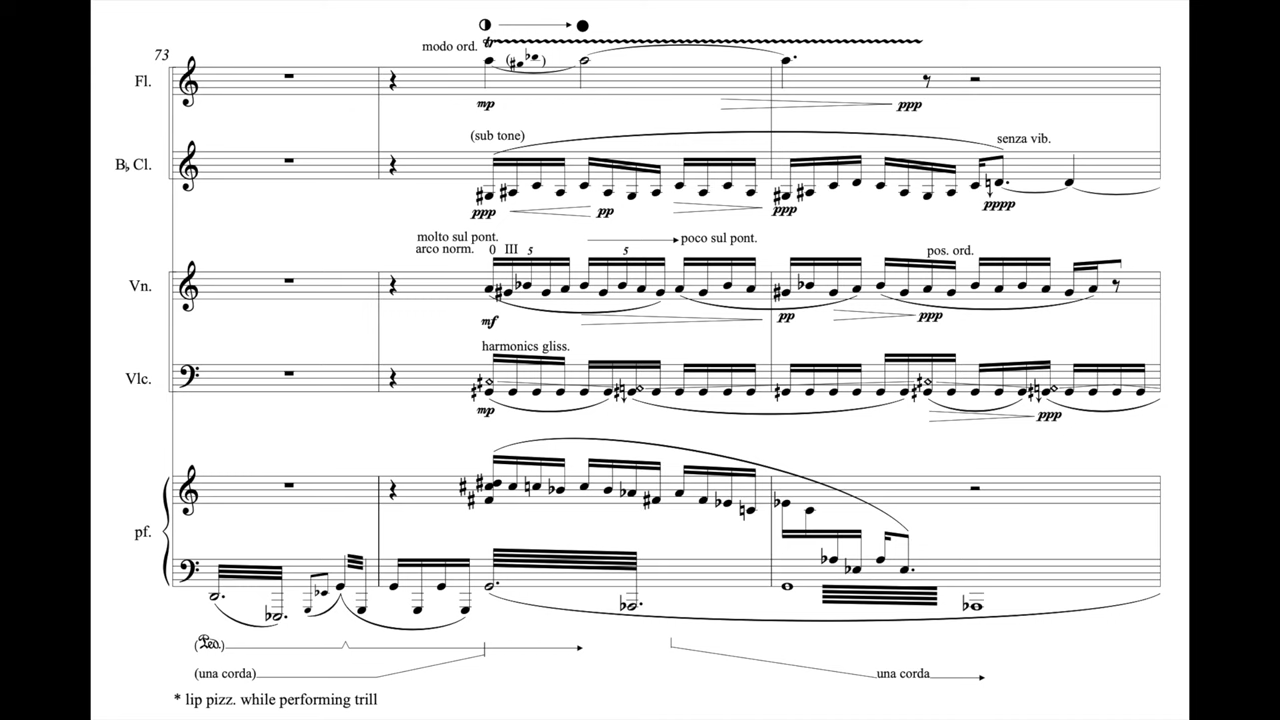 73
modo ord.
tr
Fl.
mp
ppp
(sub tone)
senza vib.
B♭ Cl.
ppp
pp
ppp
pppp
molto sul pont.
poco sul pont.
arco norm.
0 III 5
5
pos. ord.
Vn.
mf
pp
ppp
harmonics gliss.
Vlc.
mp
ppp
pf.
(Ped.)
(una corda)
una corda
* lip pizz. while performing trill